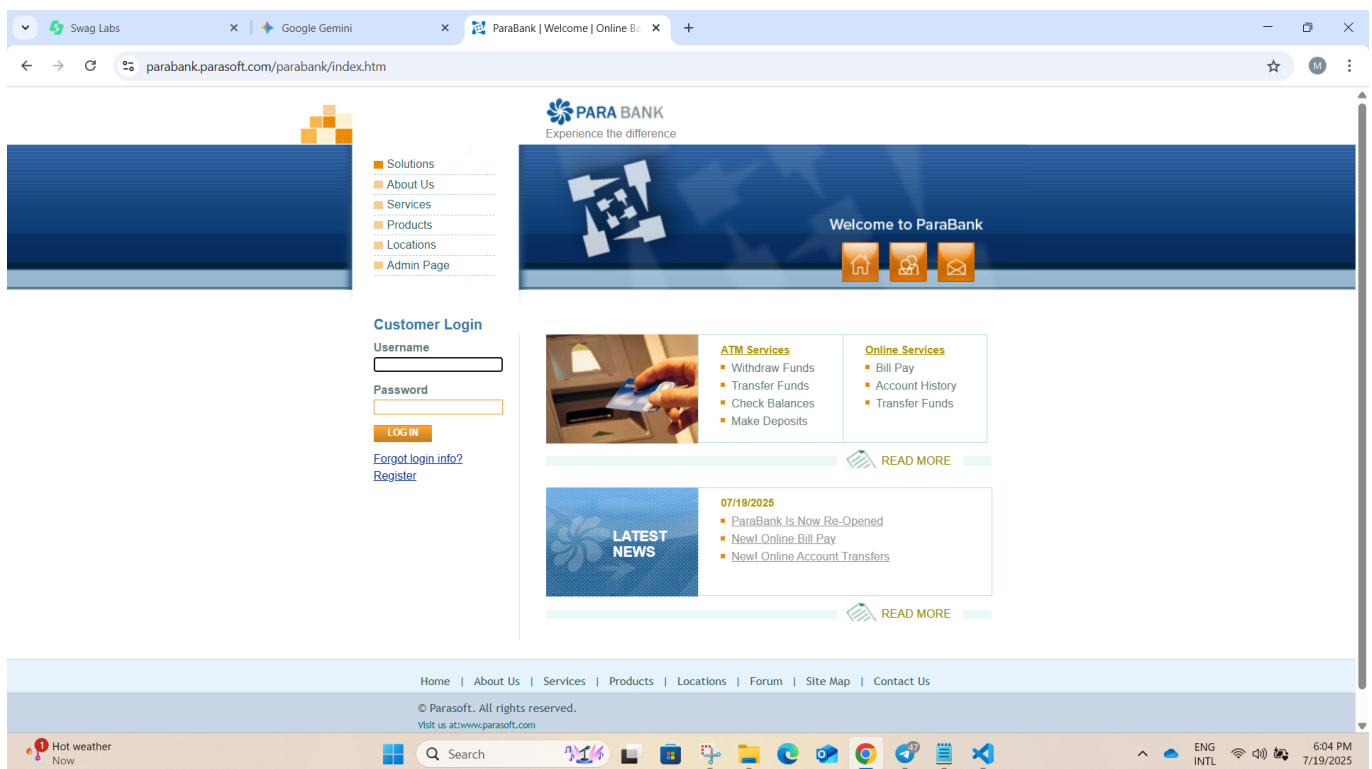 Swag Labs
Google Gemini
ParaBank | Welcome | Online Ba
parabank.parasoft.com/parabank/index.htm
M
PARA BANK
Experience the difference
Solutions
About Us
Services
Products
Locations
Admin Page
Welcome to ParaBank
Customer Login
Username
Password
LOG IN
Forgot login info?
Register
ATM Services
Withdraw Funds
Transfer Funds
Check Balances
Make Deposits
Online Services
Bill Pay
Account History
Transfer Funds
READ MORE
LATEST
NEWS
07/19/2025
ParaBank Is Now Re-Opened
New! Online Bill Pay
New! Online Account Transfers
READ MORE
Home | About Us | Services | Products | Locations | Forum | Site Map | Contact Us
© Parasoft. All rights reserved.
Visit us at:www.parasoft.com
1
Hot weather
Now
Search
47
ENG
INTL
6:04 PM
7/19/2025